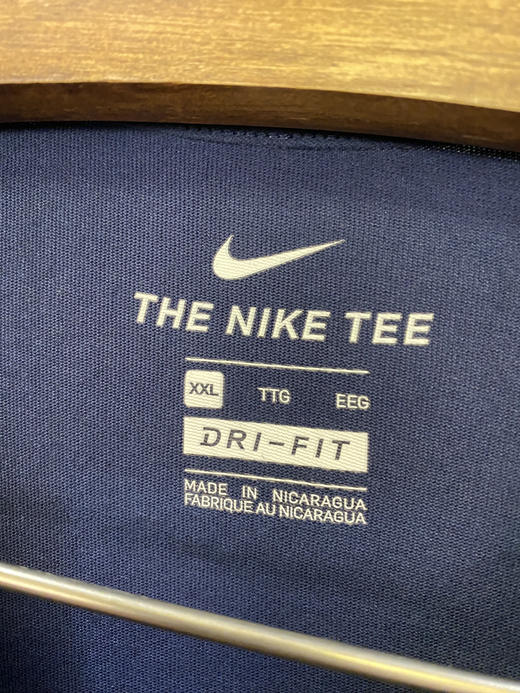 THE NIKE TEE
XXL TTG EEG
DRI-FIT
MADE IN NICARAGUA
FABRIQUE AU NICARAGUA